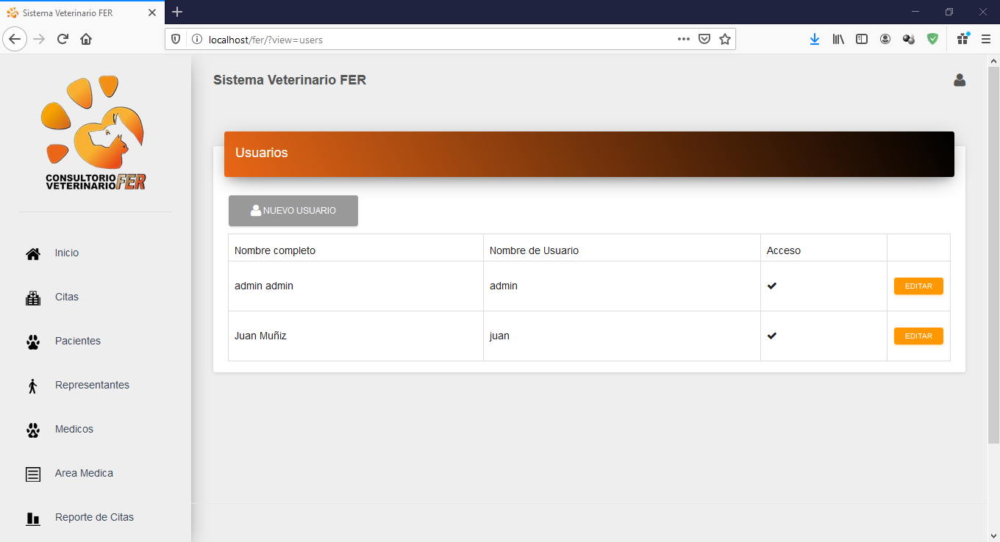 Sistema Veterinario FER
localhost/fer/?view=users
CONSULTORIO
VETERINARIO FER
Inicio
Citas
Pacientes
Representantes
Medicos
Area Medica
Reporte de Citas
Sistema Veterinario FER
Usuarios
NUEVO USUARIO
Nombre completo Nombre de Usuario Acceso
admin admin admin EDITAR
Juan Muñiz juan EDITAR